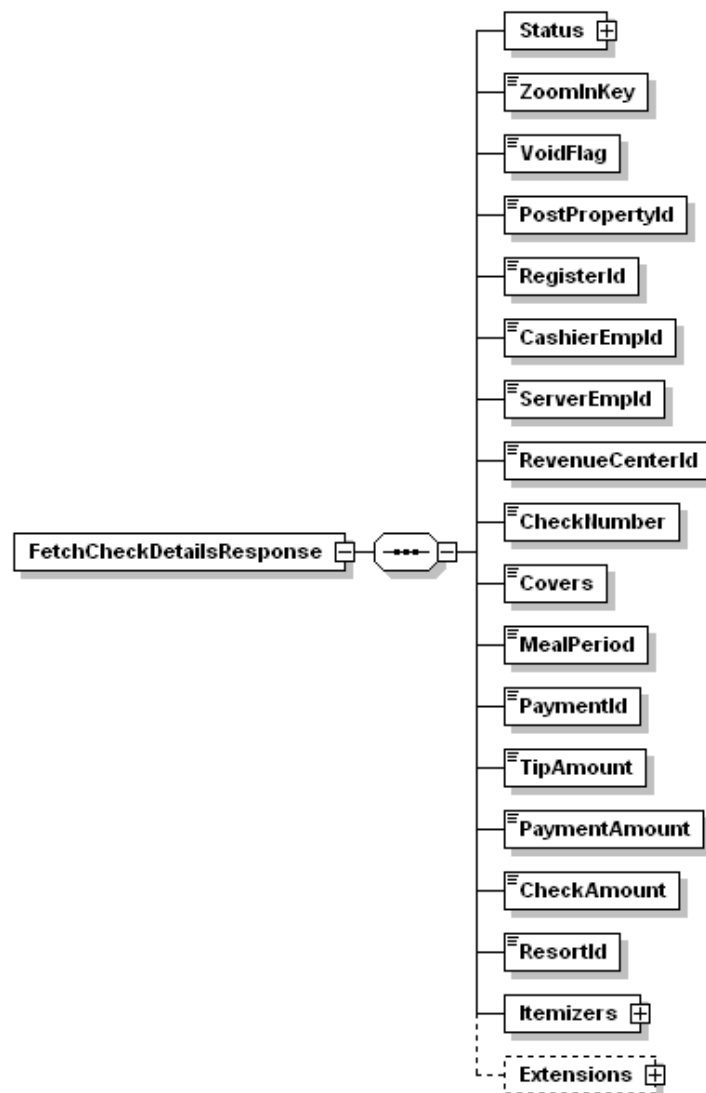 Status
ZoomInKey
VoidFlag
PostPropertyId
RegisterId
CashierEmpId
ServerEmpId
RevenueCenterId
CheckNumber
FetchCheckDetailsResponse
Covers
MealPeriod
PaymentId
TipAmount
PaymentAmount
CheckAmount
ResortId
Itemizers
Extensions